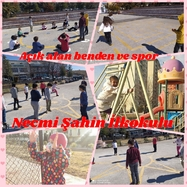 Açık alan benden ve spor
Necmi Şahin İlkokulu